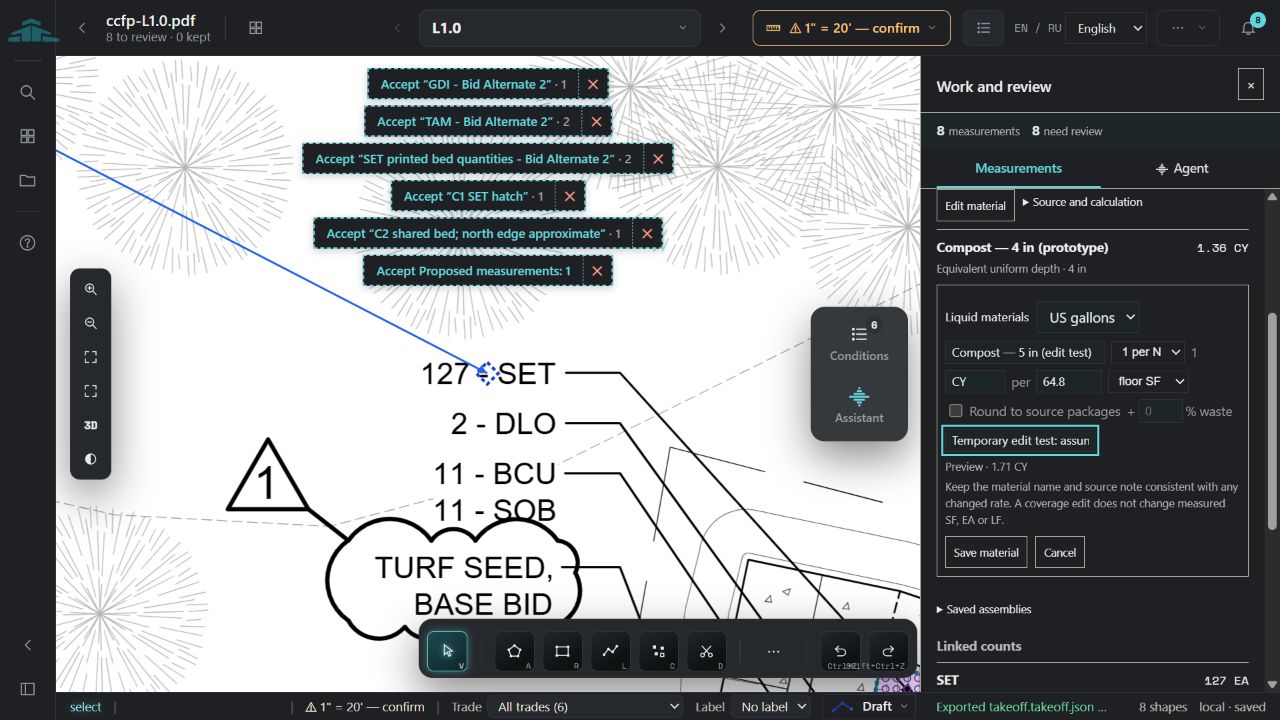 ccfp-L1.0.pdf
8 to review · 0 kept
L1.0
⚠ 1" = 20' — confirm
EN / RU
English
8
Accept “GDI - Bid Alternate 2” · 1
Accept “TAM - Bid Alternate 2” · 2
Accept “SET printed bed quantities - Bid Alternate 2” · 2
Accept “C1 SET hatch” · 1
Accept “C2 shared bed; north edge approximate” · 1
Accept Proposed measurements: 1
3D
6
Conditions
Assistant
127 - SET
2 - DLO
11 - BCU
11 - SOB
1
TURF SEED,
BASE BID
V
A
R
L
C
D
Work and review
8 measurements 8 need review
Measurements
Agent
Edit material
Source and calculation
Compost — 4 in (prototype)
1.36 CY
Equivalent uniform depth · 4 in
Liquid materials
US gallons
Compost — 5 in (edit test)
1 per N
1
CY
per
64.8
floor SF
Round to source packages + 0 % waste
Temporary edit test: assun
Preview · 1.71 CY
Keep the material name and source note consistent with any
changed rate. A coverage edit does not change measured
SF, EA or LF.
Save material
Cancel
Saved assemblies
Linked counts
SET
127 EA
select
⚠ 1" = 20' — confirm
Trade
All trades (6)
Label
No label
Draft
Exported takeoff.takeoff.json ...
8 shapes
local · saved